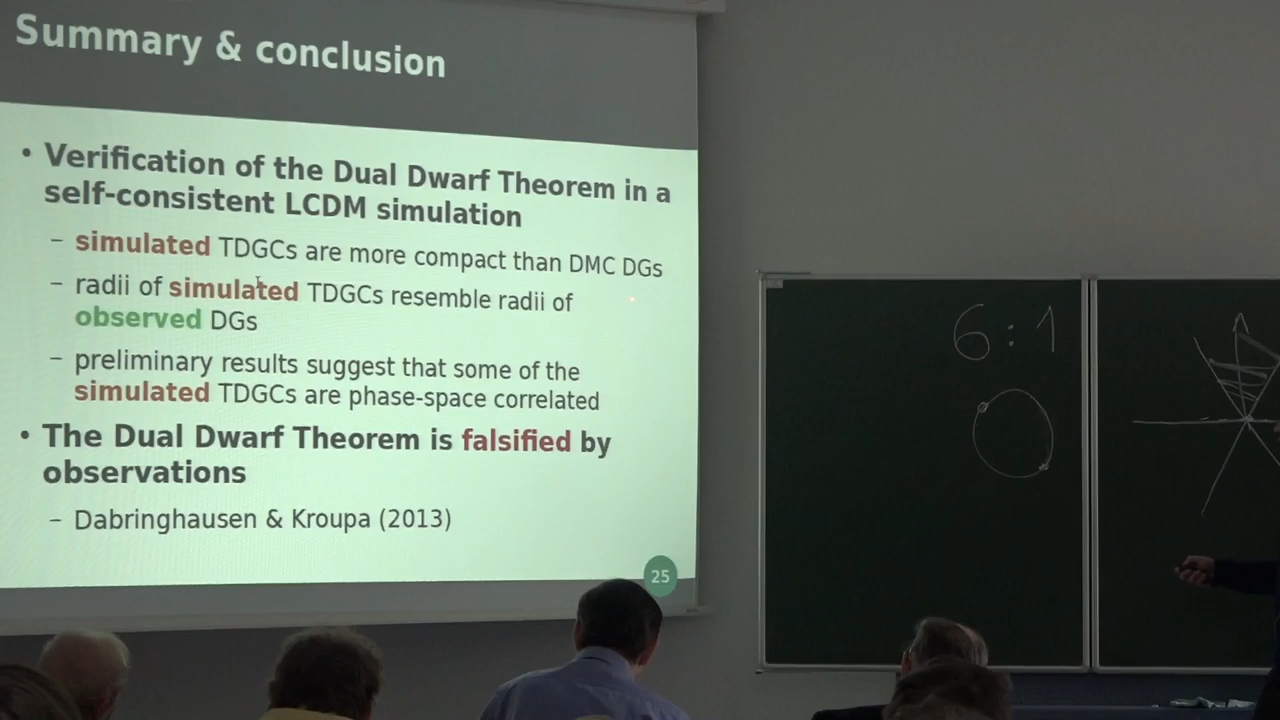 Summary & conclusion
• Verification of the Dual Dwarf Theorem in a
self-consistent LCDM simulation
– simulated TDGCs are more compact than DMC DGs
– radii of simulated TDGCs resemble radii of
observed DGs
– preliminary results suggest that some of the
simulated TDGCs are phase-space correlated
• The Dual Dwarf Theorem is falsified by
observations
– Dabringhausen & Kroupa (2013)
25
6:1